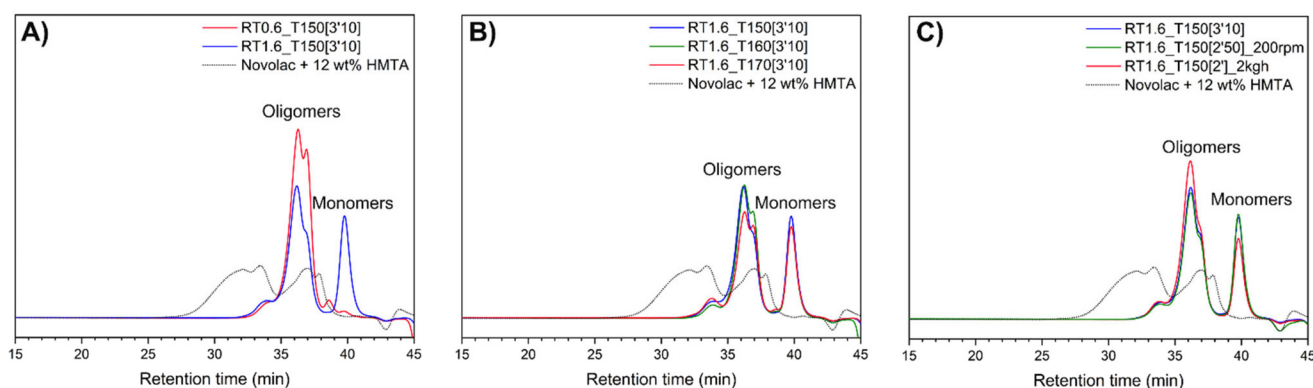 A)
RT0.6_T150[3'10]
RT1.6_T150[3'10]
Novolac + 12 wt% HMTA
Oligomers
Monomers
15 20 25 30 35 40 45
Retention time (min)
B)
RT1.6_T150[3'10]
RT1.6_T160[3'10]
RT1.6_T170[3'10]
Novolac + 12 wt% HMTA
Oligomers
Monomers
15 20 25 30 35 40 45
Retention time (min)
C)
RT1.6_T150[3'10]
RT1.6_T150[2'50]_200rpm
RT1.6_T150[2']_2kgh
Novolac + 12 wt% HMTA
Oligomers
Monomers
15 20 25 30 35 40 45
Retention time (min)